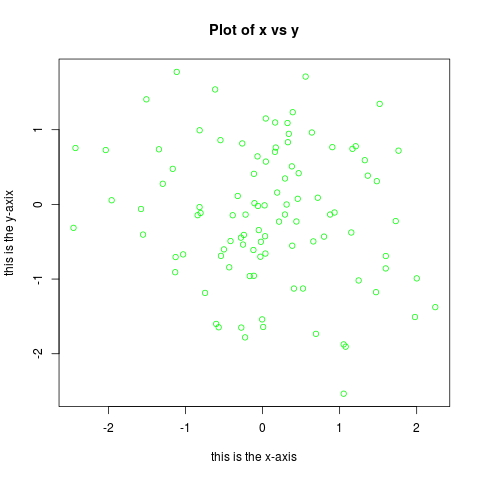 Plot of x vs y
1
0
-1
-2
this is the y-axis
-2 -1 0 1 2
this is the x-axis